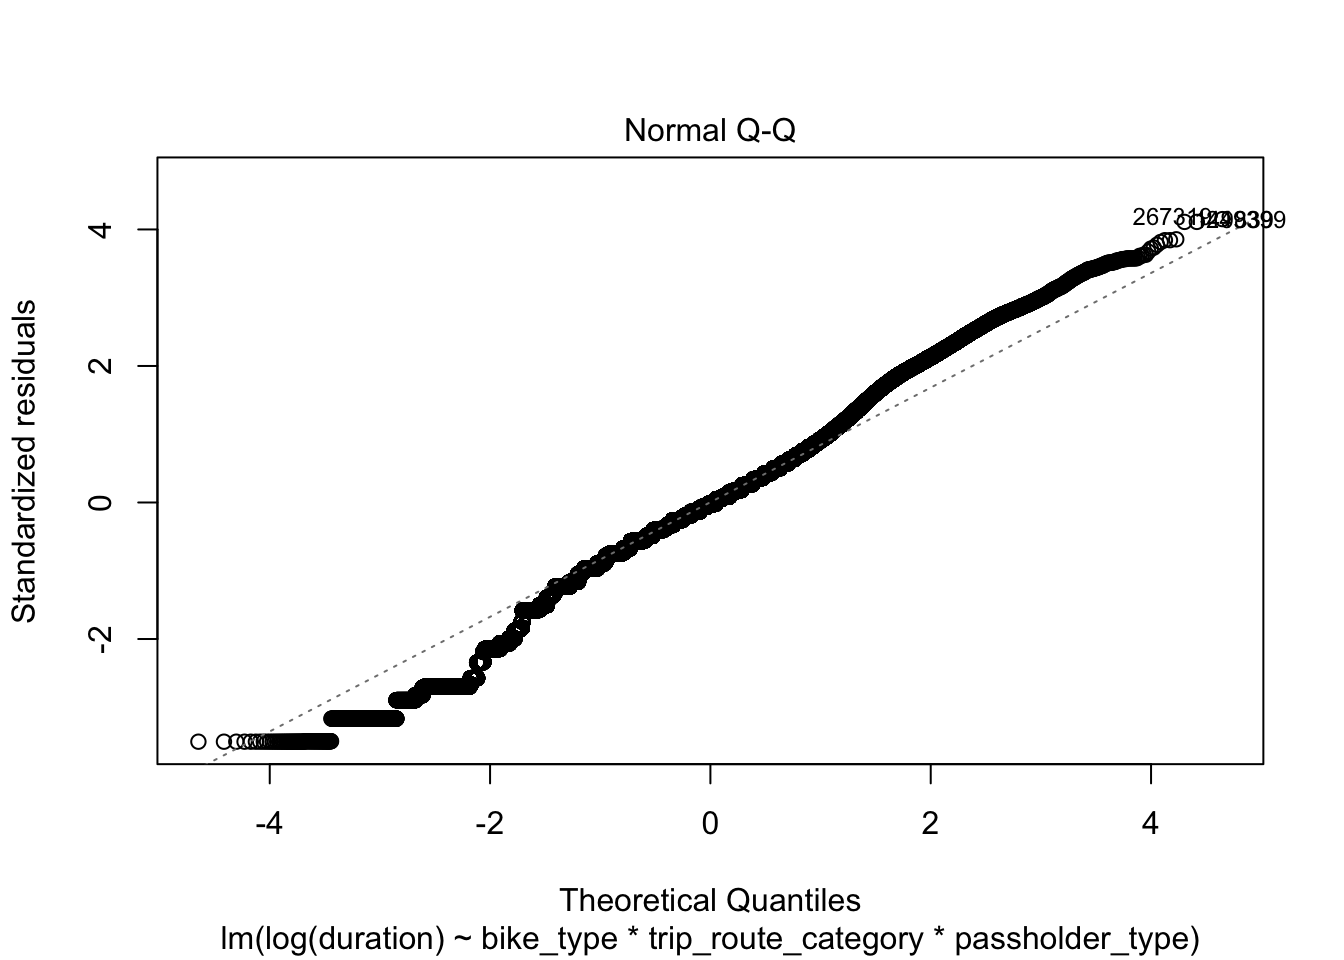 Normal Q-Q
Standardized residuals
4
2
0
-2
-4
-2
0
2
4
Theoretical Quantiles
lm(log(duration) ~ bike_type * trip_route_category * passholder_type)